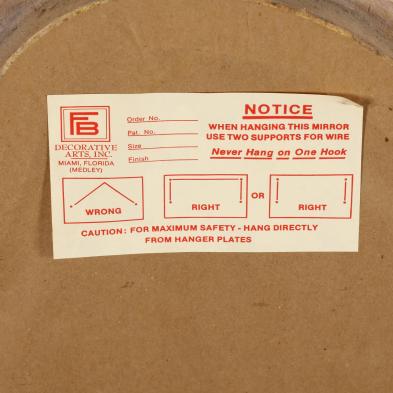 FB
DECORATIVE
ARTS, INC.
MIAMI, FLORIDA
(MEDLEY)
Order No.
Pat. No.
Size
Finish
NOTICE
WHEN HANGING THIS MIRROR
USE TWO SUPPORTS FOR WIRE
Never Hang on One Hook
WRONG
RIGHT
OR
RIGHT
CAUTION: FOR MAXIMUM SAFETY - HANG DIRECTLY
FROM HANGER PLATES